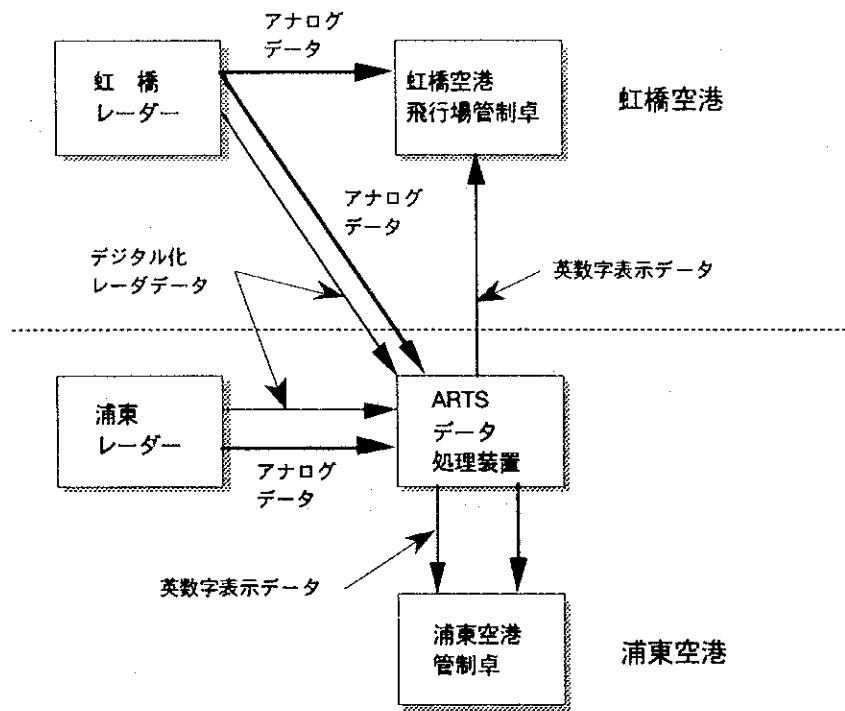 アナログ
データ
虹 橋
レーダー
虹橋空港
飛行場管制卓
虹橋空港
アナログ
データ
デジタル化
レーダデータ
英数字表示データ
浦東
レーダー
ARTS
データ
処理装置
アナログ
データ
英数字表示データ
浦東空港
管制卓
浦東空港